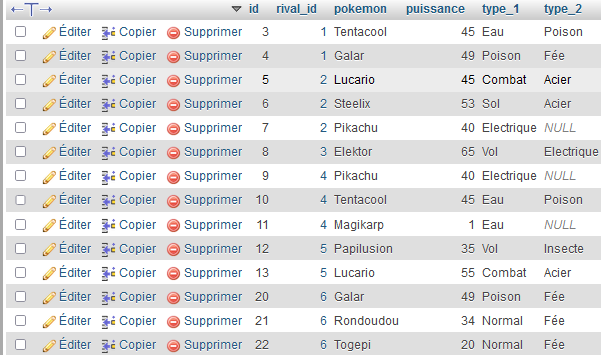 id rival_id pokemon puissance type_1 type_2
Éditer Copier Supprimer 3 1 Tentacool 45 Eau Poison
Éditer Copier Supprimer 4 1 Galar 49 Poison Fée
Éditer Copier Supprimer 5 2 Lucario 45 Combat Acier
Éditer Copier Supprimer 6 2 Steelix 53 Sol Acier
Éditer Copier Supprimer 7 2 Pikachu 40 Electrique NULL
Éditer Copier Supprimer 8 3 Elektor 65 Vol Electrique
Éditer Copier Supprimer 9 4 Pikachu 40 Electrique NULL
Éditer Copier Supprimer 10 4 Tentacool 45 Eau Poison
Éditer Copier Supprimer 11 4 Magikarp 1 Eau NULL
Éditer Copier Supprimer 12 5 Papilusion 35 Vol Insecte
Éditer Copier Supprimer 13 5 Lucario 55 Combat Acier
Éditer Copier Supprimer 20 6 Galar 49 Poison Fée
Éditer Copier Supprimer 21 6 Rondoudou 34 Normal Fée
Éditer Copier Supprimer 22 6 Togepi 20 Normal Fée